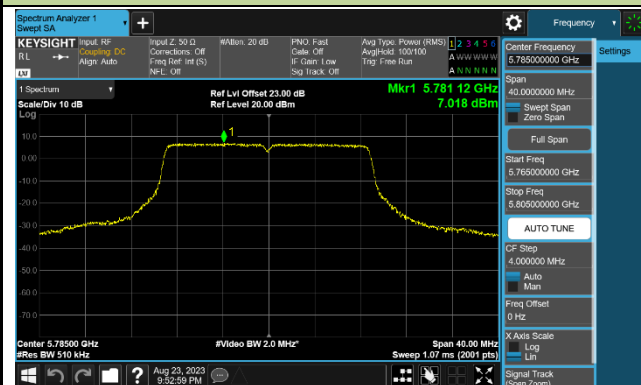 Spectrum Analyzer 1
Swept SA
Frequency
KEYSIGHT
RL
LXI
Input: RF
Coupling: DC
Align: Auto
Input Z: 50 Ω
Corrections: Off
Freq Ref: Int (S)
NFE: Off
#Atten: 20 dB
PNO: Fast
Gate: Off
IF Gain: Low
Sig Track: Off
Avg Type: Power (RMS)
Avg|Hold: 100/100
Trig: Free Run
1 2 3 4 5 6
A W W W W W
A N N N N N
Settings
Center Frequency
5.785000000 GHz
Span
40.0000000 MHz
Swept Span
Zero Span
Full Span
Start Freq
5.765000000 GHz
Stop Freq
5.805000000 GHz
AUTO TUNE
CF Step
4.000000 MHz
Auto
Man
Freq Offset
0 Hz
X Axis Scale
Log
Lin
Signal Track
(Span Zoom)
1 Spectrum
Scale/Div 10 dB
Log
Ref Lvl Offset 23.00 dB
Ref Level 20.00 dBm
Mkr1 5.781 12 GHz
7.018 dBm
1
10.0
0.00
-10.0
-20.0
-30.0
-40.0
-50.0
-60.0
-70.0
Center 5.78500 GHz
#Res BW 510 kHz
#Video BW 2.0 MHz*
Span 40.00 MHz
Sweep 1.07 ms (2001 pts)
?
Aug 23, 2023
9:52:59 PM